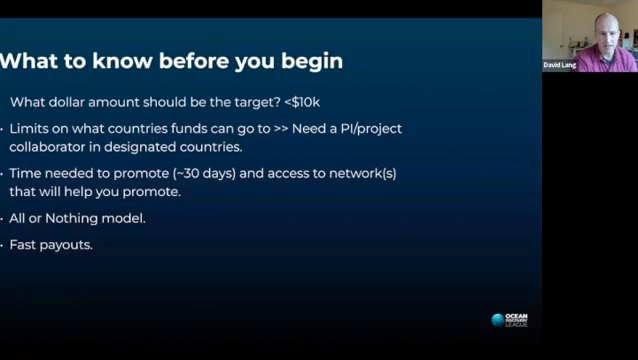 What to know before you begin
What dollar amount should be the target? <$10k
• Limits on what countries funds can go to >> Need a PI/project
collaborator in designated countries.
• Time needed to promote (~30 days) and access to network(s)
that will help you promote.
• All or Nothing model.
• Fast payouts.
David Lang
OCEAN
DISCOVERY
LEAGUE